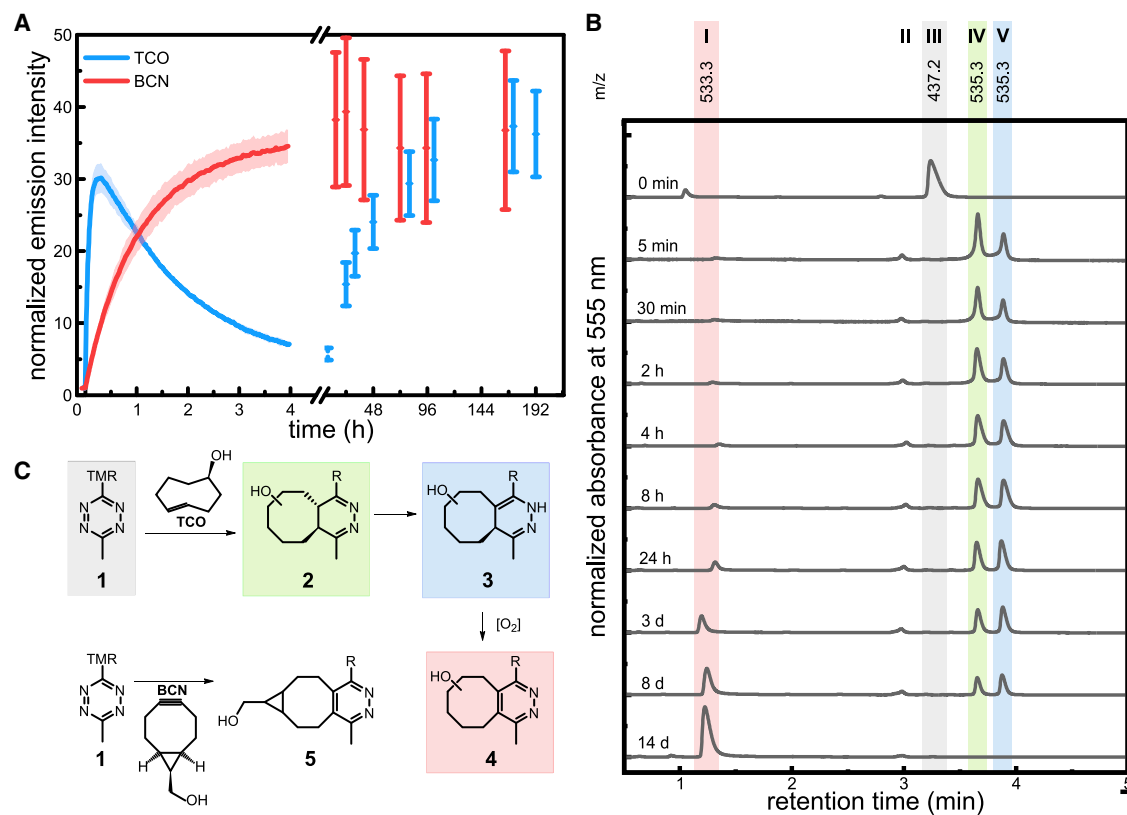 A
normalized emission intensity
50
40
30
20
10
0
TCO
BCN
0 1 2 3 4 48 96 144 192
time (h)
B
I II III IV V
m/z 533.3 437.2 535.3 535.3
normalized absorbance at 555 nm
0 min
5 min
30 min
2 h
4 h
8 h
24 h
3 d
8 d
14 d
1 2 3 4 5
retention time (min)
C
TMR
N N
N N
1
OH
TCO
HO
R
N
N
2
HO
R
NH
N
3
[O2]
TMR
N N
N N
1
BCN
H H
OH
R
N
N
HO
5
HO
R
N
N
4